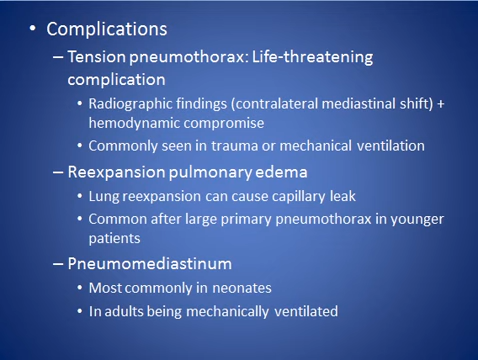 • Complications
– Tension pneumothorax: Life-threatening
complication
• Radiographic findings (contralateral mediastinal shift) +
hemodynamic compromise
• Commonly seen in trauma or mechanical ventilation
– Reexpansion pulmonary edema
• Lung reexpansion can cause capillary leak
• Common after large primary pneumothorax in younger
patients
– Pneumomediastinum
• Most commonly in neonates
• In adults being mechanically ventilated